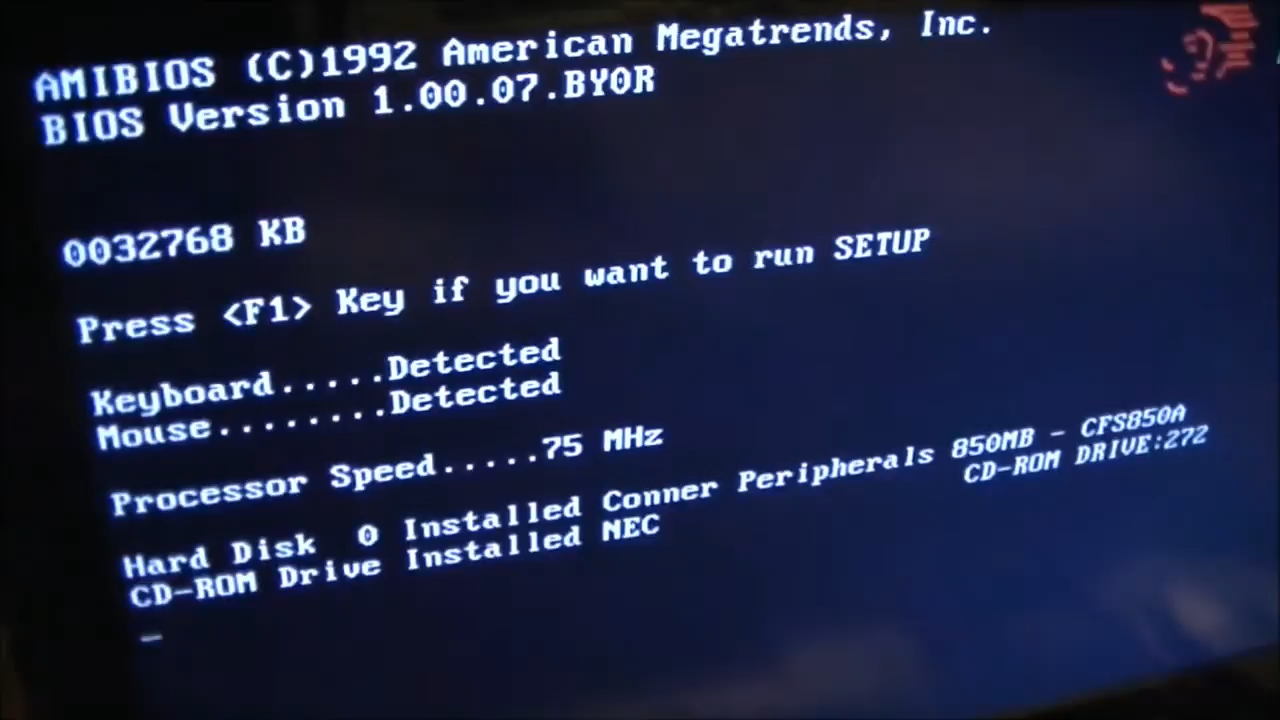 AMIBIOS (C)1992 American Megatrends, Inc.
BIOS Version 1.00.07.BY0R
0032768 KB
Press <F1> Key if you want to run SETUP
Keyboard.....Detected
Mouse........Detected
Processor Speed.....75 MHz
Hard Disk 0 Installed Conner Peripherals 850MB - CFS850A
CD-ROM Drive Installed NEC CD-ROM DRIVE:272